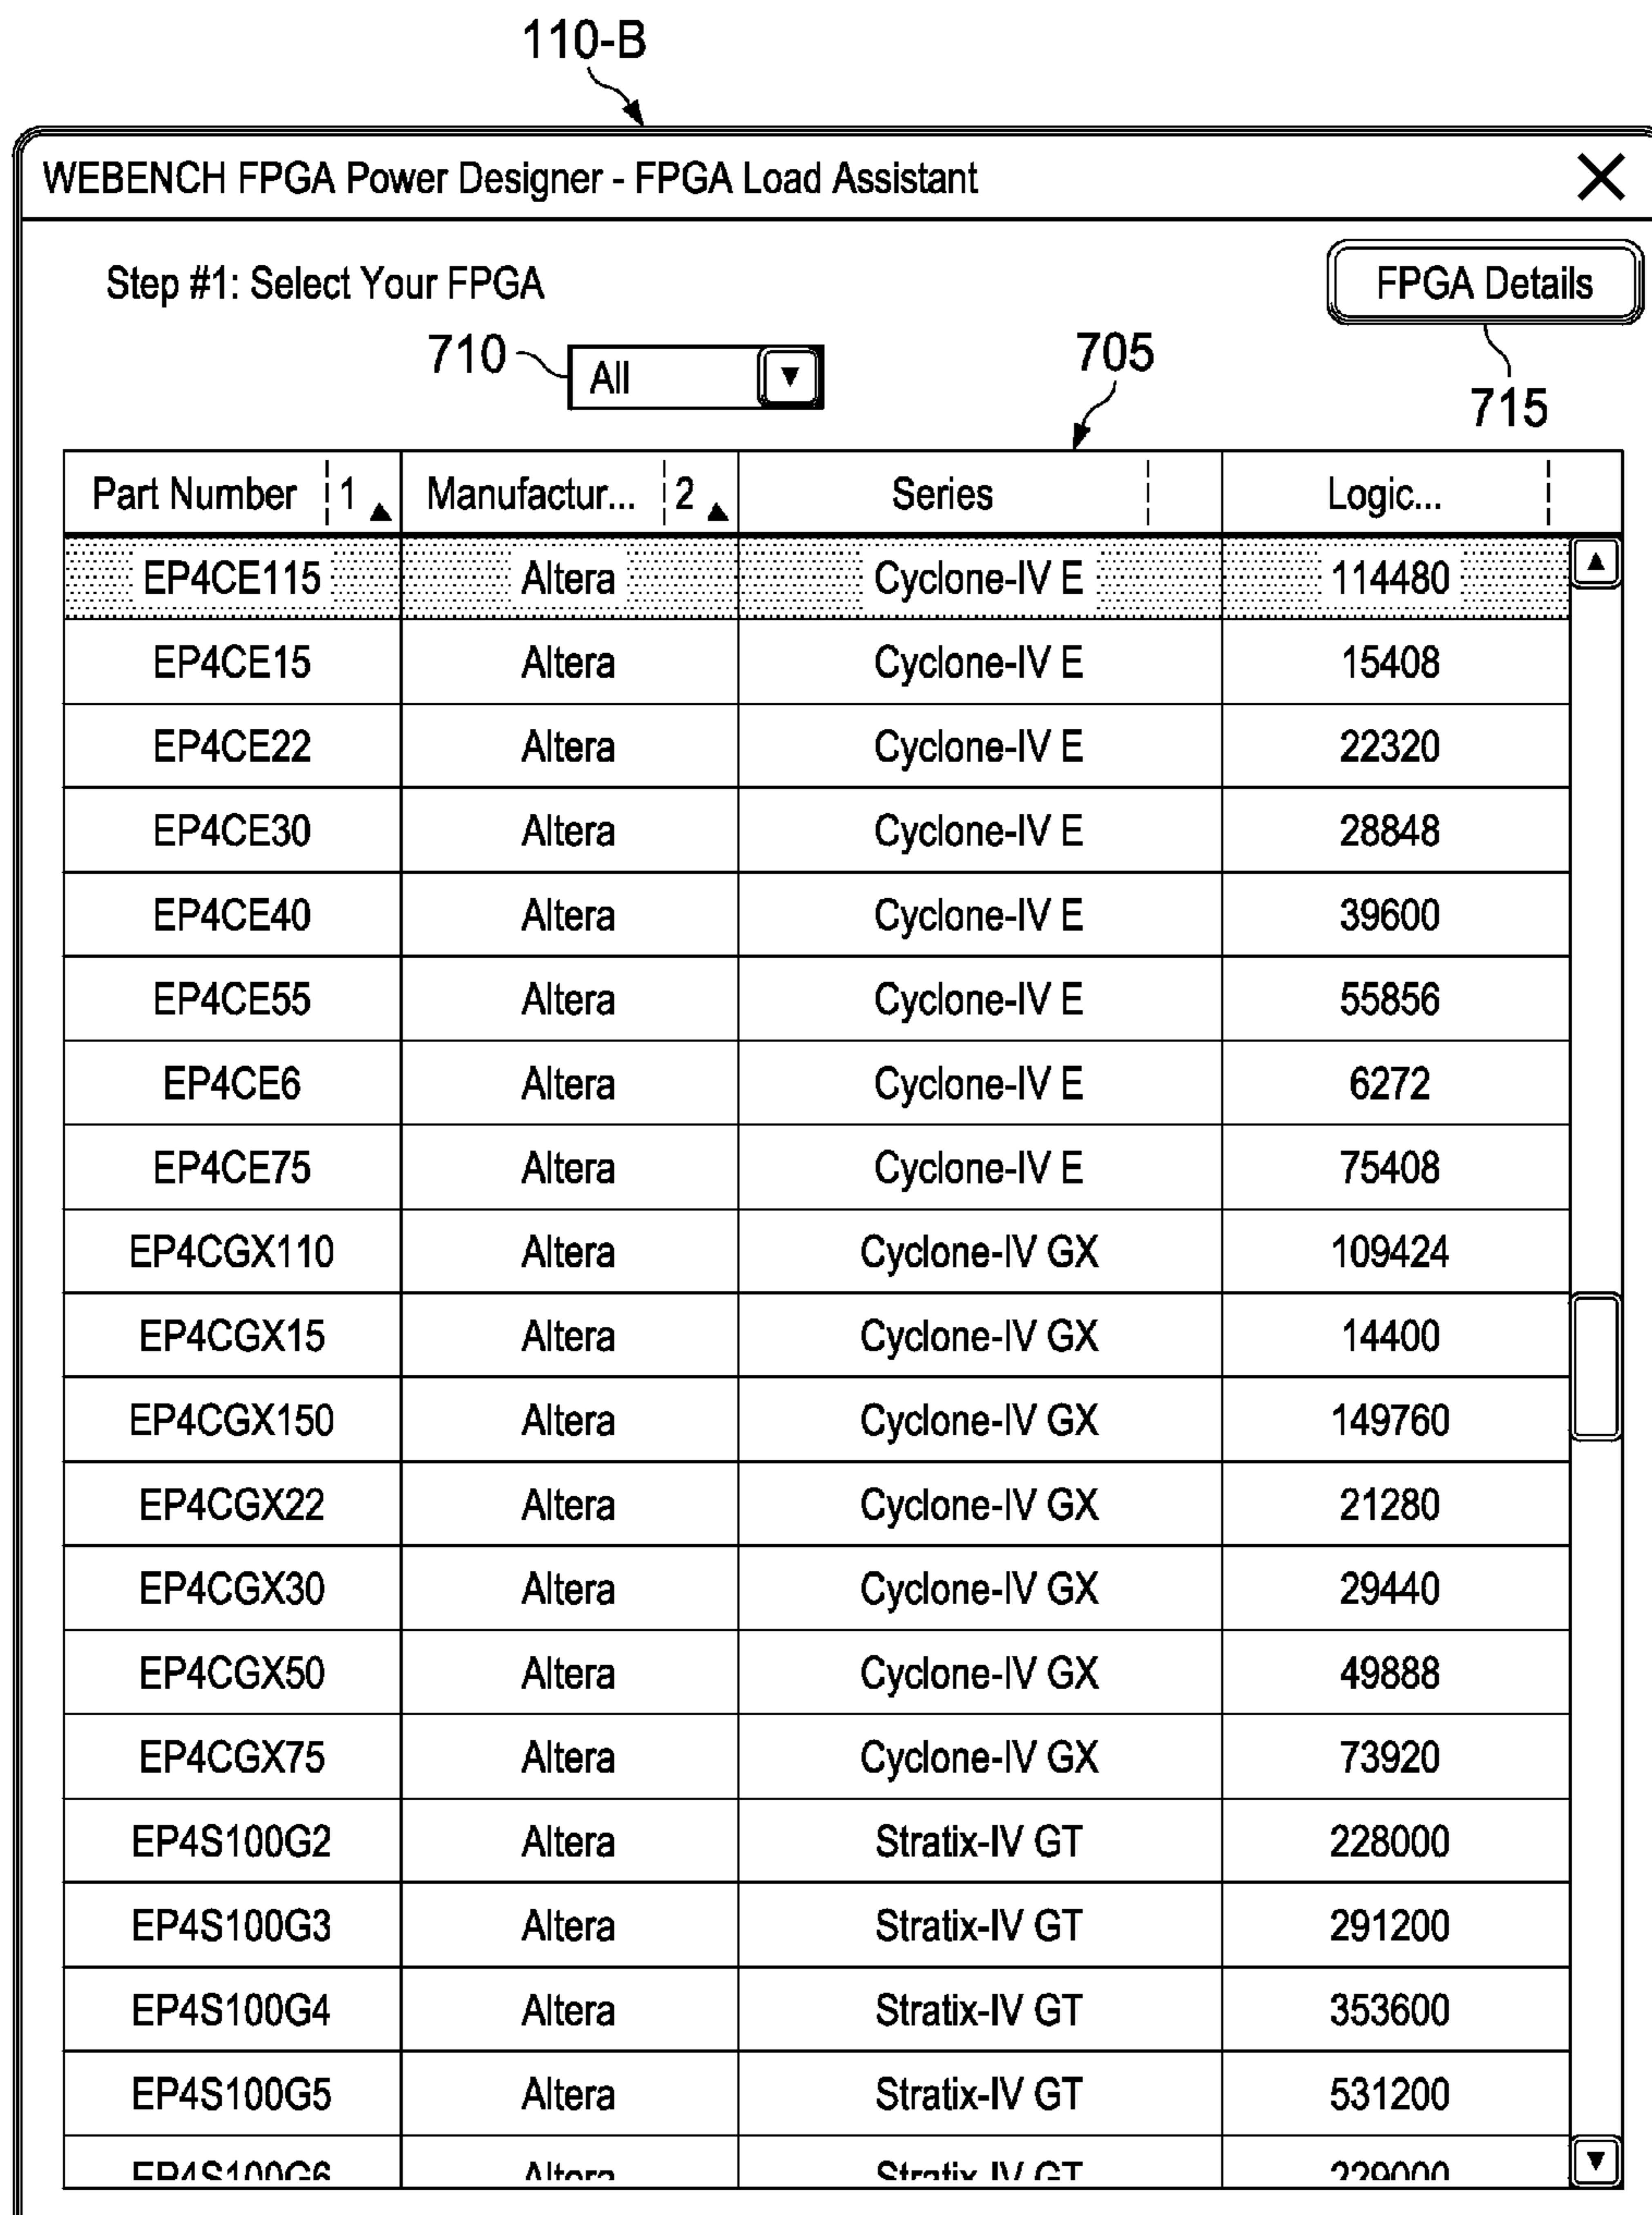 110-B
WEBENCH FPGA Power Designer - FPGA Load Assistant
Step #1: Select Your FPGA
FPGA Details
710
All
705
715
Part Number 1 Manufactur... 2 Series Logic...
EP4CE115 Altera Cyclone-IV E 114480
EP4CE15 Altera Cyclone-IV E 15408
EP4CE22 Altera Cyclone-IV E 22320
EP4CE30 Altera Cyclone-IV E 28848
EP4CE40 Altera Cyclone-IV E 39600
EP4CE55 Altera Cyclone-IV E 55856
EP4CE6 Altera Cyclone-IV E 6272
EP4CE75 Altera Cyclone-IV E 75408
EP4CGX110 Altera Cyclone-IV GX 109424
EP4CGX15 Altera Cyclone-IV GX 14400
EP4CGX150 Altera Cyclone-IV GX 149760
EP4CGX22 Altera Cyclone-IV GX 21280
EP4CGX30 Altera Cyclone-IV GX 29440
EP4CGX50 Altera Cyclone-IV GX 49888
EP4CGX75 Altera Cyclone-IV GX 73920
EP4S100G2 Altera Stratix-IV GT 228000
EP4S100G3 Altera Stratix-IV GT 291200
EP4S100G4 Altera Stratix-IV GT 353600
EP4S100G5 Altera Stratix-IV GT 531200
Altera Stratix-IV GT